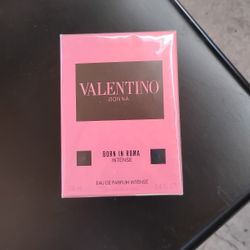 VALENTINO
DONNA
BORN IN ROMA
INTENSE
EAU DE PARFUM INTENSE